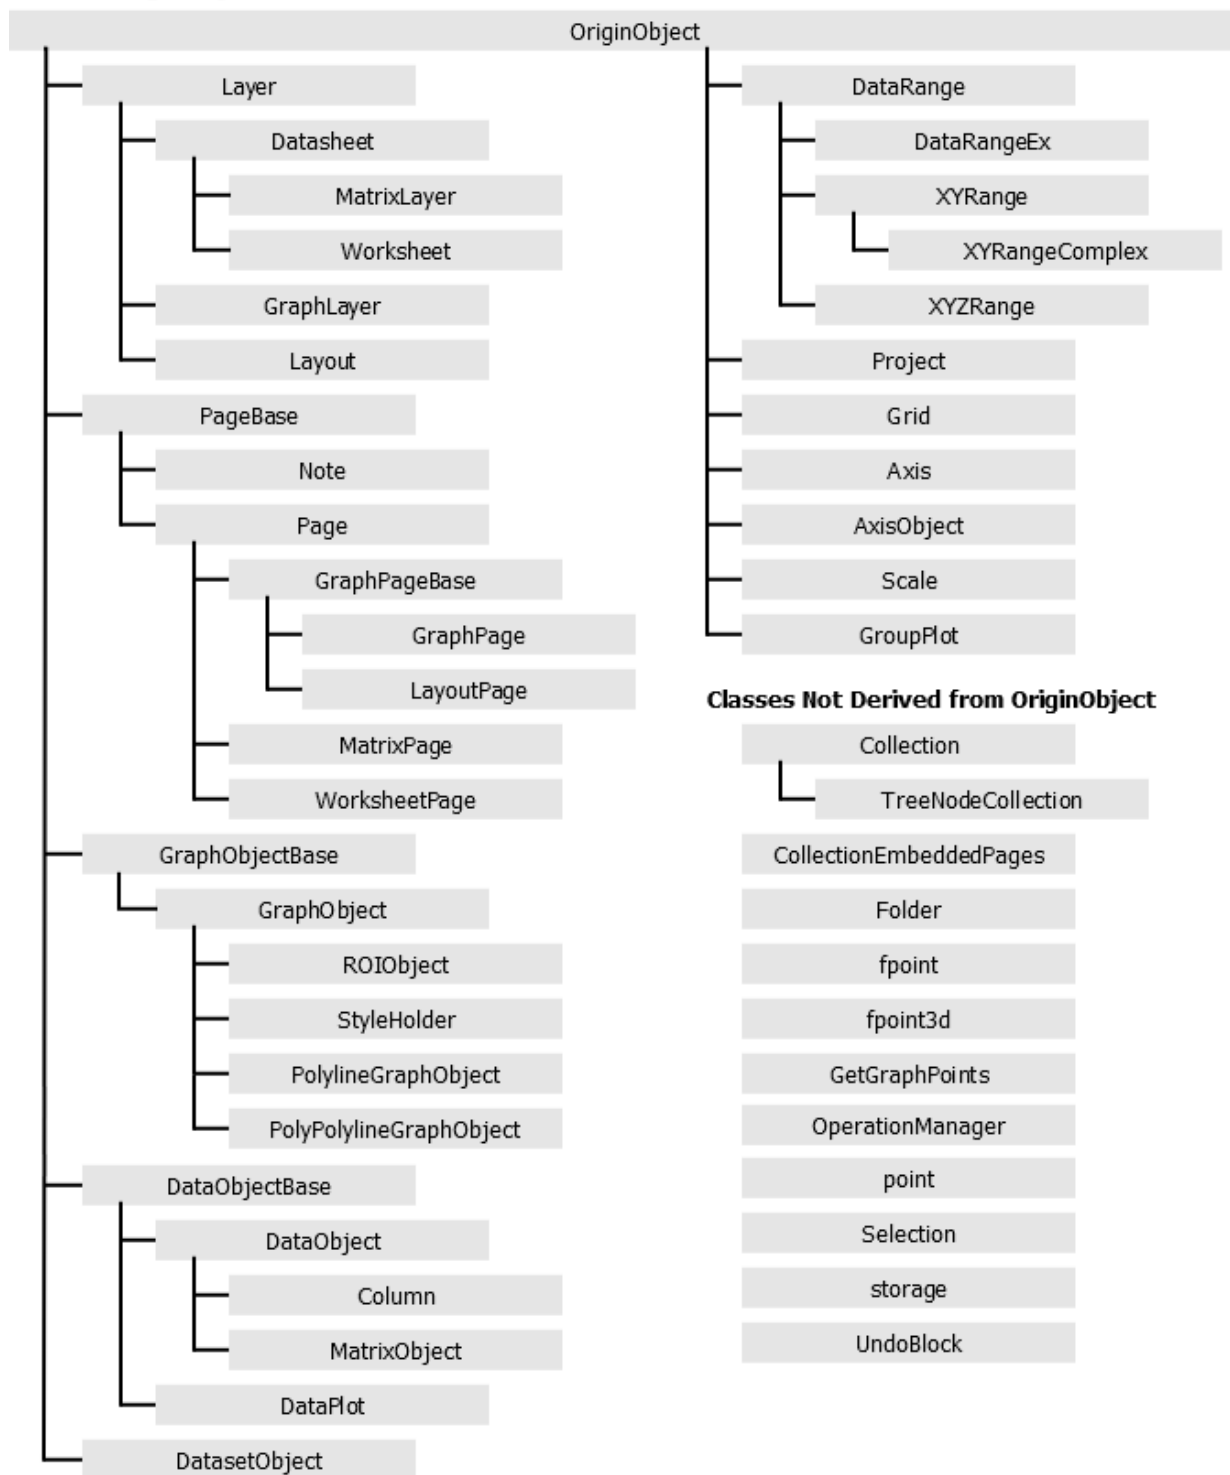 OriginObject
Layer
Datasheet
MatrixLayer
Worksheet
GraphLayer
Layout
PageBase
Note
Page
GraphPageBase
GraphPage
LayoutPage
MatrixPage
WorksheetPage
GraphObjectBase
GraphObject
ROIObject
StyleHolder
PolylineGraphObject
PolyPolylineGraphObject
DataObjectBase
DataObject
Column
MatrixObject
DataPlot
DatasetObject
DataRange
DataRangeEx
XYRange
XYRangeComplex
XYZRange
Project
Grid
Axis
AxisObject
Scale
GroupPlot
Classes Not Derived from OriginObject
Collection
TreeNodeCollection
CollectionEmbeddedPages
Folder
fpoint
fpoint3d
GetGraphPoints
OperationManager
point
Selection
storage
UndoBlock